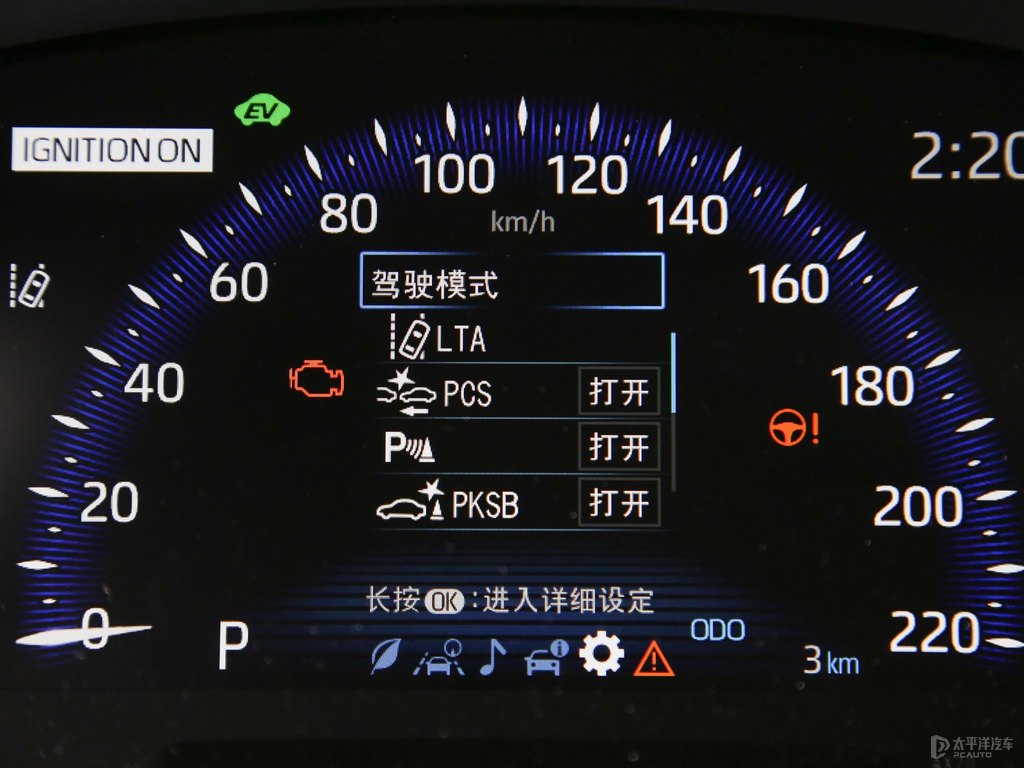 EV
IGNITION ON
2:20
100
120
80
km/h
140
60
驾驶模式
160
LTA
40
PCS 打开
180
P 打开
20
PKSB 打开
200
长按OK:进入详细设定
0
P
ODO
220
3 km
太平洋汽车
PCAUTO